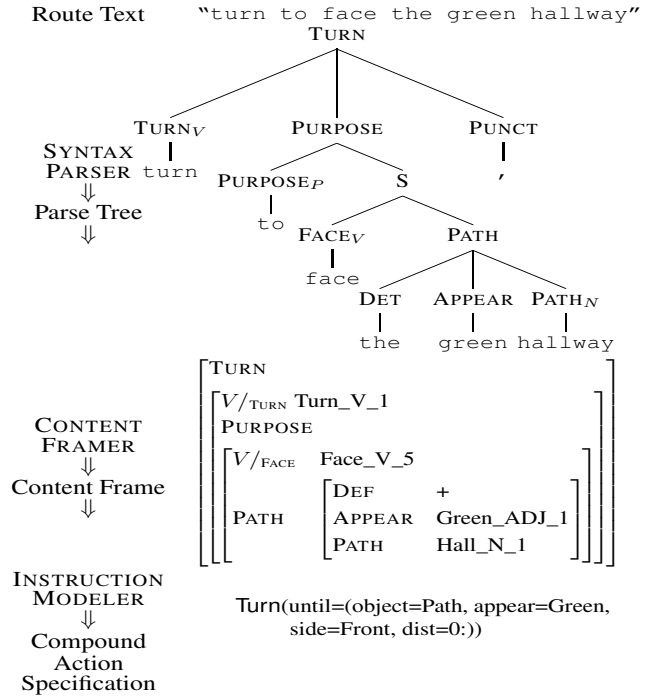 Route Text "turn to face the green hallway"
TURN
TURN_V PURPOSE PUNCT
SYNTAX
PARSER
turn PURPOSE_P S ,
⇓
Parse Tree
to
⇓
FACE_V PATH
face
DET APPEAR PATH_N
the green hallway
TURN
V/TURN Turn_V_1
PURPOSE
CONTENT
FRAMER
V/FACE Face_V_5
⇓
Content Frame
DEF +
⇓
PATH APPEAR Green_ADJ_1
PATH Hall_N_1
INSTRUCTION
MODELER
Turn(until=(object=Path, appear=Green,
side=Front, dist=0:))
⇓
Compound
Action
Specification